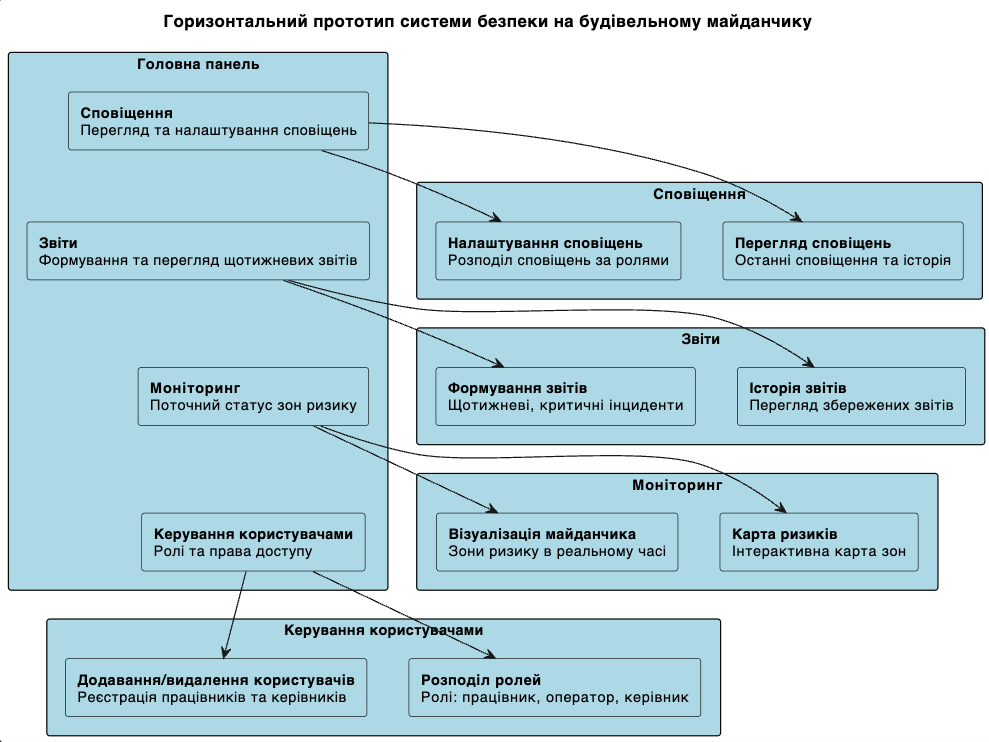 Горизонтальний прототип системи безпеки на будівельному майданчику
Головна панель
Сповіщення
Перегляд та налаштування сповіщень
Звіти
Формування та перегляд щотижневих звітів
Моніторинг
Поточний статус зон ризику
Керування користувачами
Ролі та права доступу
Сповіщення
Налаштування сповіщень
Розподіл сповіщень за ролями
Перегляд сповіщень
Останні сповіщення та історія
Звіти
Формування звітів
Щотижневі, критичні інциденти
Історія звітів
Перегляд збережених звітів
Моніторинг
Візуалізація майданчика
Зони ризику в реальному часі
Карта ризиків
Інтерактивна карта зон
Керування користувачами
Додавання/видалення користувачів
Реєстрація працівників та керівників
Розподіл ролей
Ролі: працівник, оператор, керівник